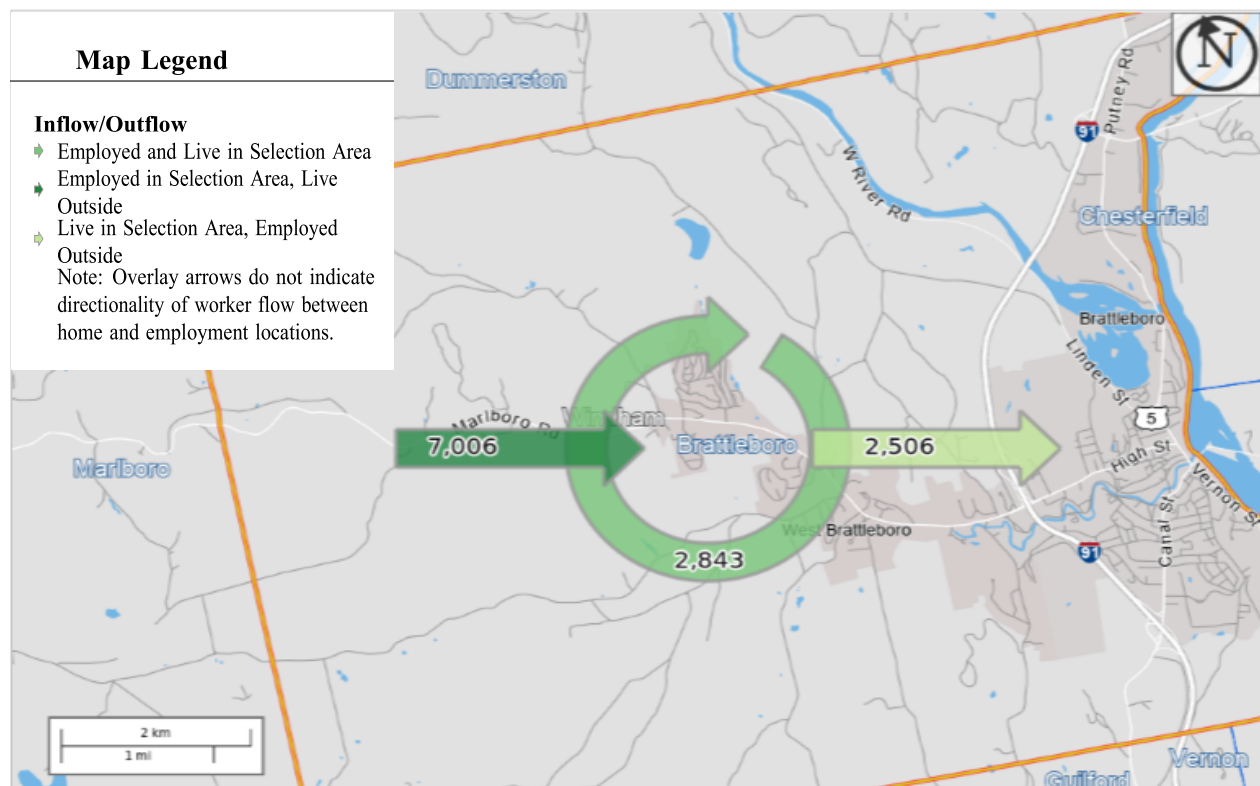 Map Legend
Inflow/Outflow
Employed and Live in Selection Area
Employed in Selection Area, Live
Outside
Live in Selection Area, Employed
Outside
Note: Overlay arrows do not indicate
directionality of worker flow between
home and employment locations.
N
Dummerston
Putney Rd
91
W River Rd
Chesterfield
Brattleboro
Linden St
5
Windham
Marlboro Rd
Brattleboro
7,006
2,506
High St
Marlboro
Vernon St
Canal St
West Brattleboro
91
2,843
2 km
1 mi
Vernon
Guilford